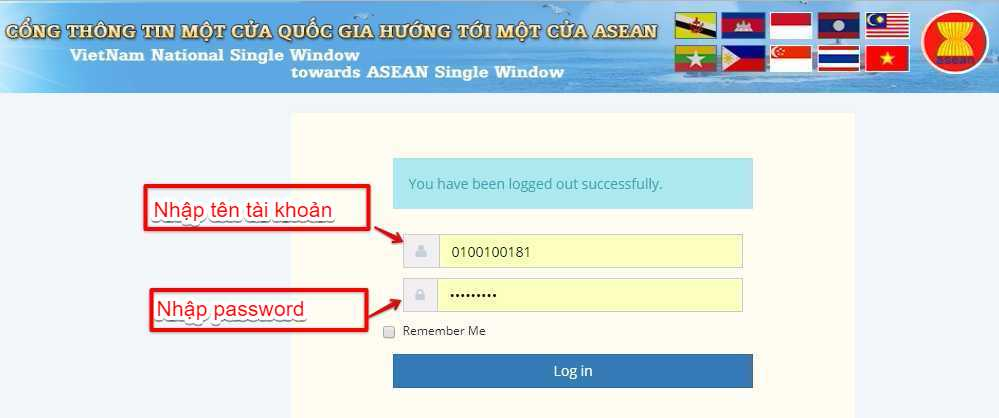 CỔNG THÔNG TIN MỘT CỬA QUỐC GIA HƯỚNG TỚI MỘT CỬA ASEAN
VietNam National Single Window
towards ASEAN Single Window
asean
You have been logged out successfully.
Nhập tên tài khoản
0100100181
Nhập password
•••••••••
Remember Me
Log in